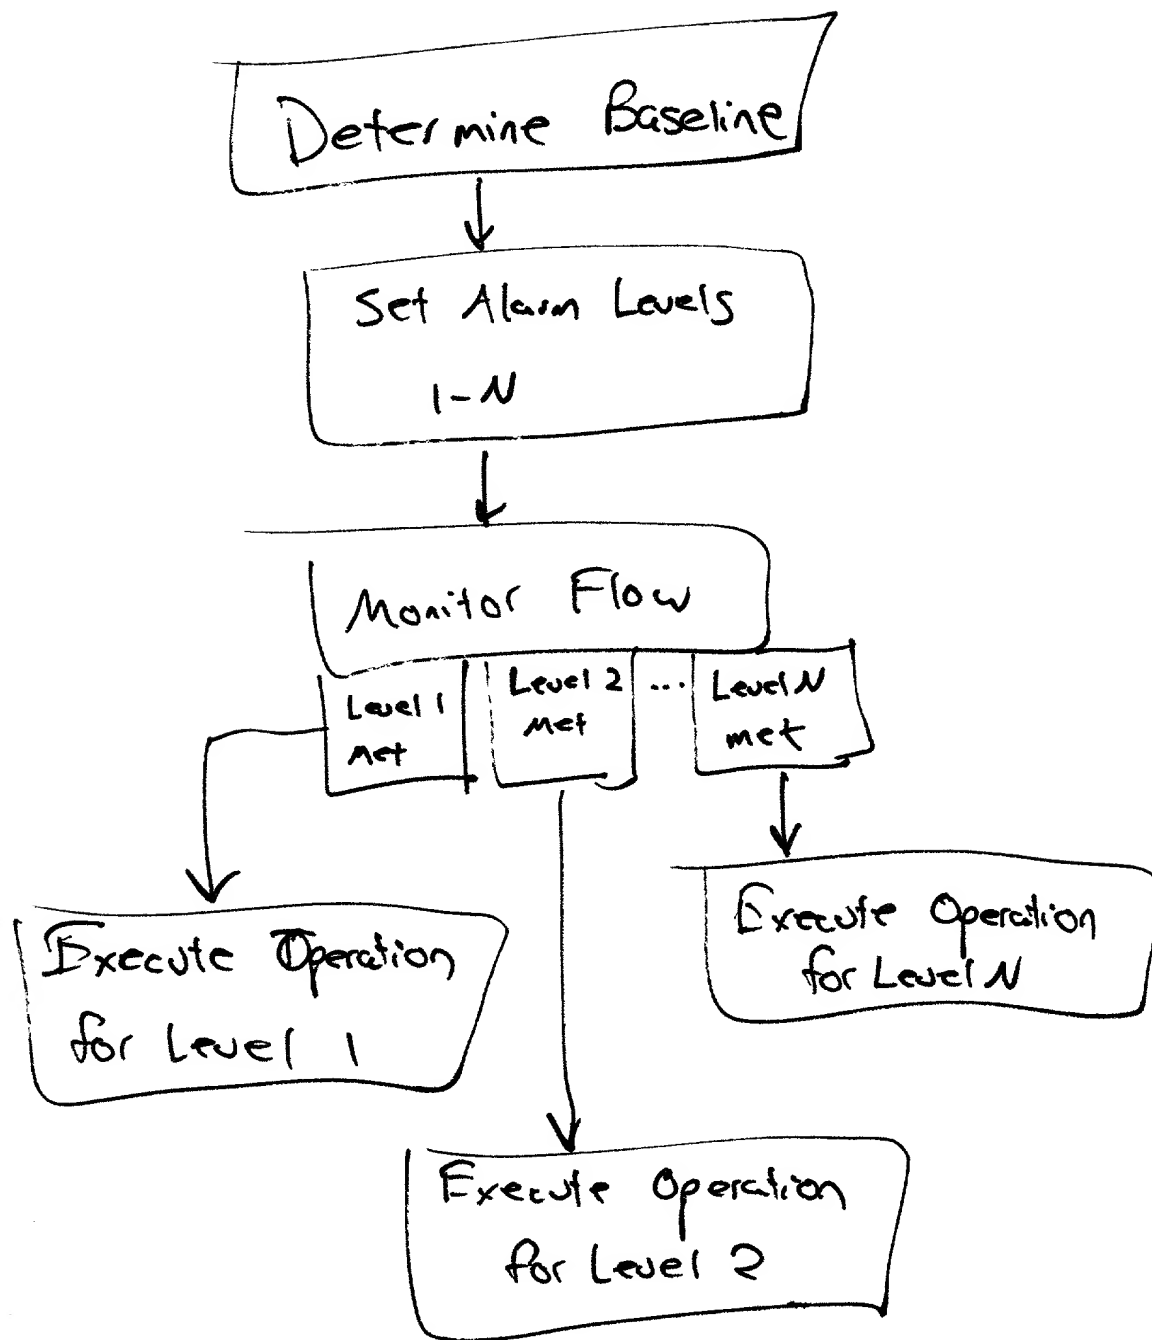 Determine Baseline
Set Alarm Levels
1-N
Monitor Flow
Level 1
met
Level 2
met
...
Level N
met
Execute Operation
for Level 1
Execute Operation
for Level N
Execute Operation
for Level 2